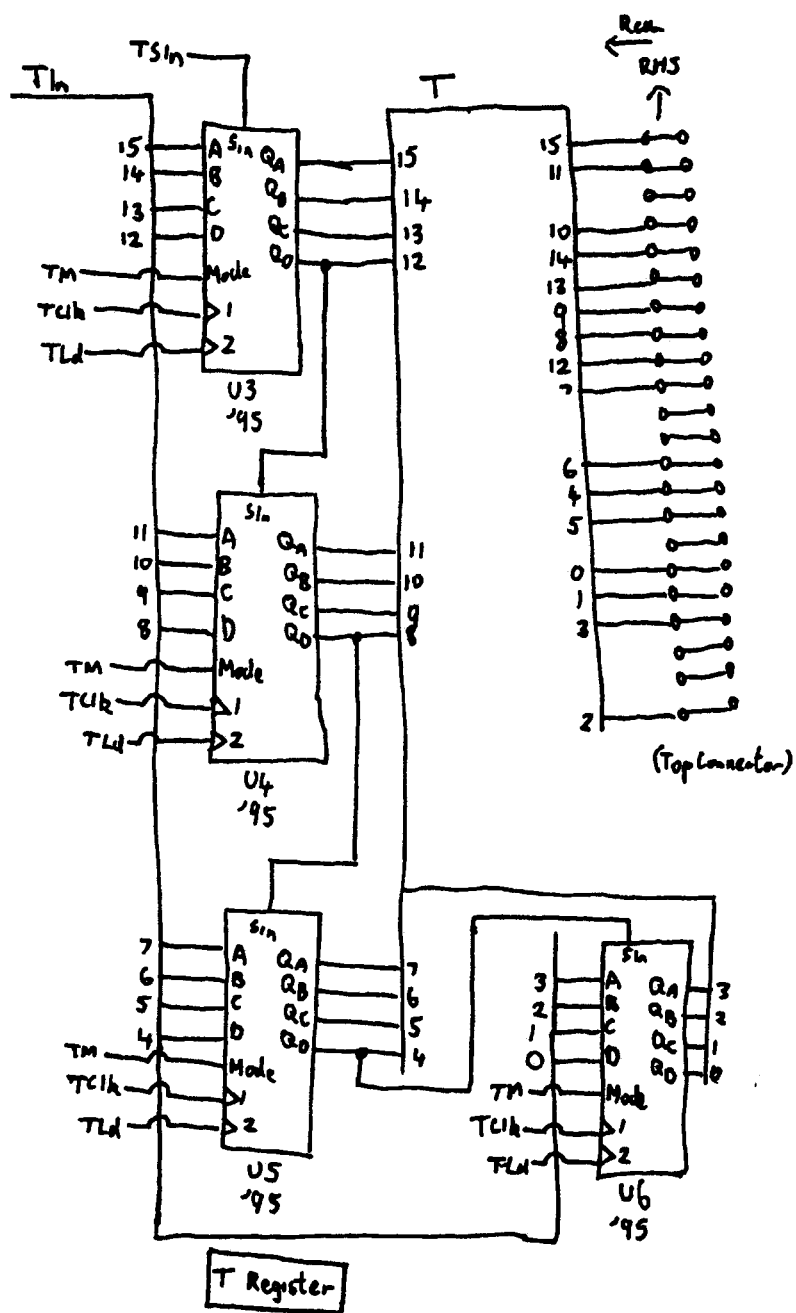 TSIn
TIn
15 A SIn QA 15
14 B QB 14
13 C QC 13
12 D QD 12
TM Mode
TClk 1
TLd 2
U3
'95
SIn
11 A QA 11
10 B QB 10
9 C QC 9
8 D QD 8
TM Mode
TClk 1
TLd 2
U4
'95
SIn
7 A QA 7
6 B QB 6
5 C QC 5
4 D QD 4
TM Mode
TClk 1
TLd 2
U5
'95
SIn
3 A QA 3
2 B QB 2
1 C QC 1
0 D QD 0
TM Mode
TClk 1
TLd 2
U6
'95
T
RHS
15
11
10
14
13
9
8
12
7
6
4
5
0
1
3
2
(Top Connector)
T Register